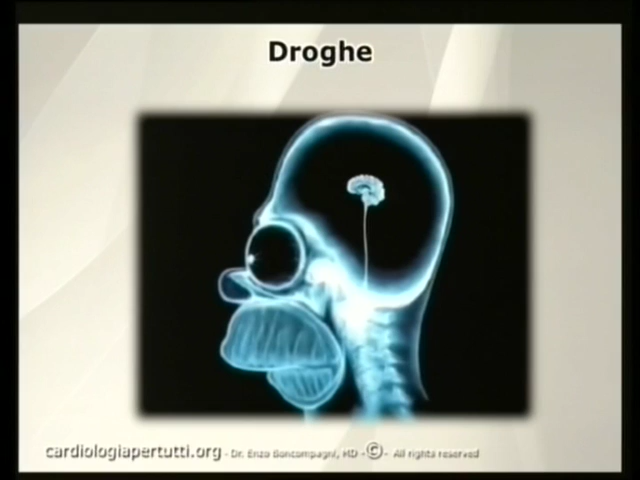 Droghe
cardiologiapertutti.org - Dr. Enzo Boncompagni, MD - © - All rights reserved